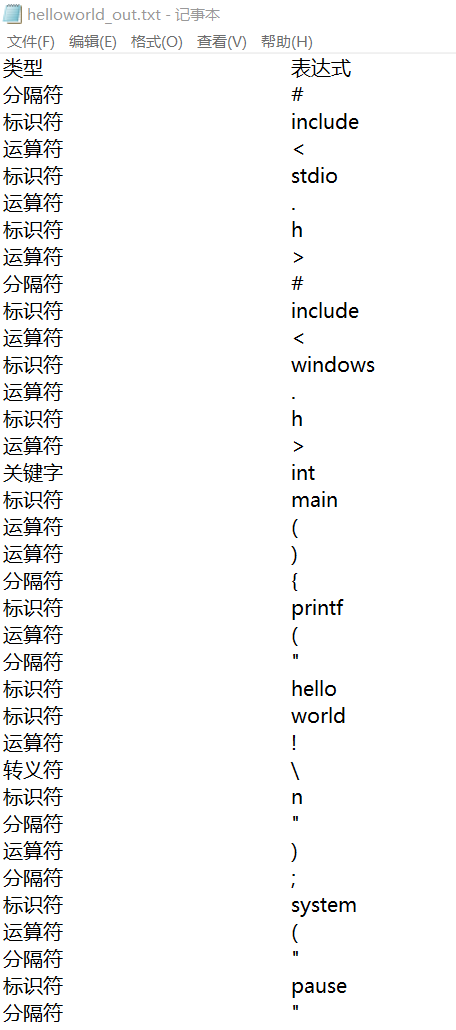 helloworld_out.txt - 记事本
文件(F) 编辑(E) 格式(O) 查看(V) 帮助(H)
类型 表达式
分隔符 #
标识符 include
运算符 <
标识符 stdio
运算符 .
标识符 h
运算符 >
分隔符 #
标识符 include
运算符 <
标识符 windows
运算符 .
标识符 h
运算符 >
关键字 int
标识符 main
运算符 (
运算符 )
分隔符 {
标识符 printf
运算符 (
分隔符 "
标识符 hello
标识符 world
运算符 !
转义符 \
标识符 n
分隔符 "
运算符 )
分隔符 ;
标识符 system
运算符 (
分隔符 "
标识符 pause
分隔符 "